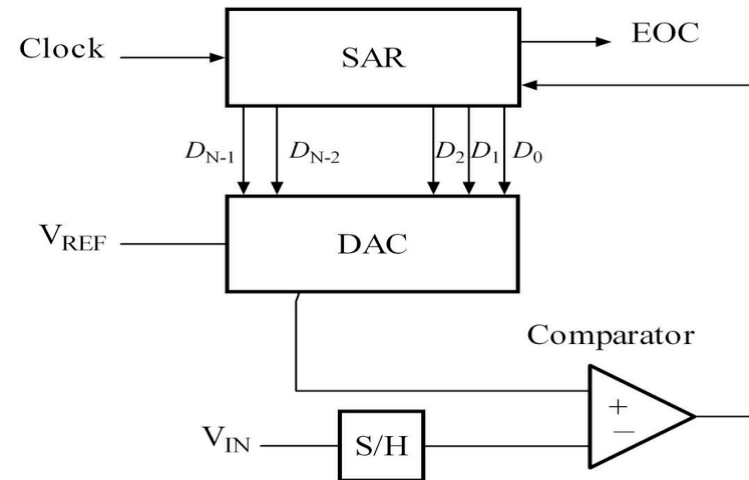 Clock
SAR
EOC
D_N-1 D_N-2 D_2 D_1 D_0
V_REF
DAC
Comparator
+
−
V_IN
S/H